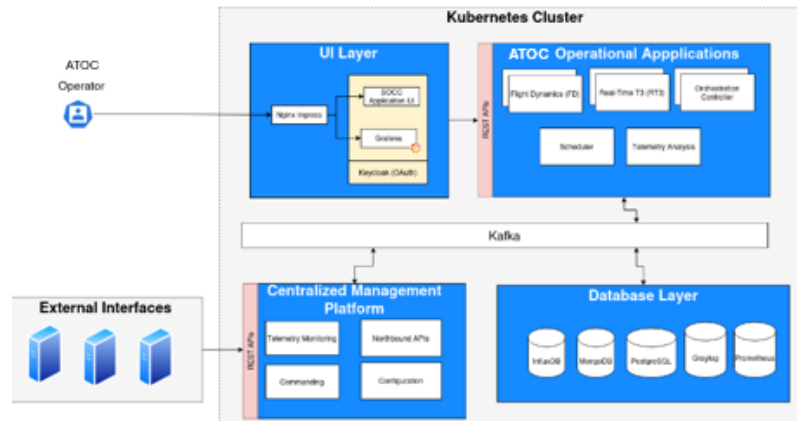 Kubernetes Cluster
ATOC
Operator
UI Layer
Nginx Ingress
SOCC
Application UI
Grafana
Keycloak (OAuth)
REST APIs
ATOC Operational Appplications
Flight Dynamics (FD)
Real-Time T3 (RT3)
Orchestration
Controller
Scheduler
Telemetry Analysis
Kafka
External Interfaces
REST APIs
Centralized Management
Platform
Telemetry Monitoring
Northbound APIs
Commanding
Configuration
Database Layer
InfluxDB
MongoDB
PostgreSQL
Graylog
Prometheus